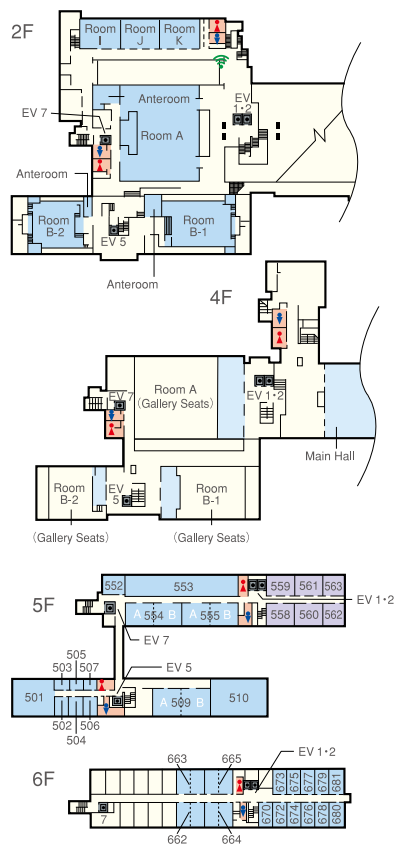 2F
Room
I
Room
J
Room
K
Anteroom
EV
1・2
EV 7
Room A
Anteroom
Room
B-2
EV 5
Room
B-1
Anteroom
4F
EV 7
Room A
(Gallery Seats)
EV 1・2
Main Hall
Room
B-2
EV
5
Room
B-1
(Gallery Seats)
(Gallery Seats)
5F
552
553
559
561
563
EV 1・2
A 554 B
A 555 B
558
560
562
EV 7
505
503
507
EV 5
501
A 509 B
510
502
506
504
6F
663
665
EV 1・2
673
675
677
679
681
7
670
672
674
676
678
680
662
664